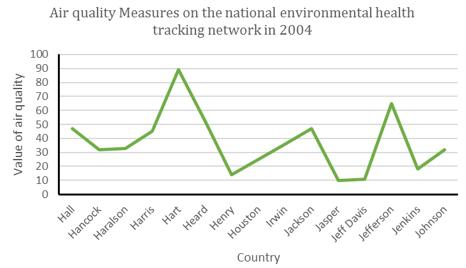 Air quality Measures on the national environmental health
tracking network in 2004
Value of air quality
100
90
80
70
60
50
40
30
20
10
0
Hall
Hancock
Haralson
Harris
Hart
Heard
Henry
Houston
Irwin
Jackson
Jasper
Jeff Davis
Jefferson
Jenkins
Johnson
Country